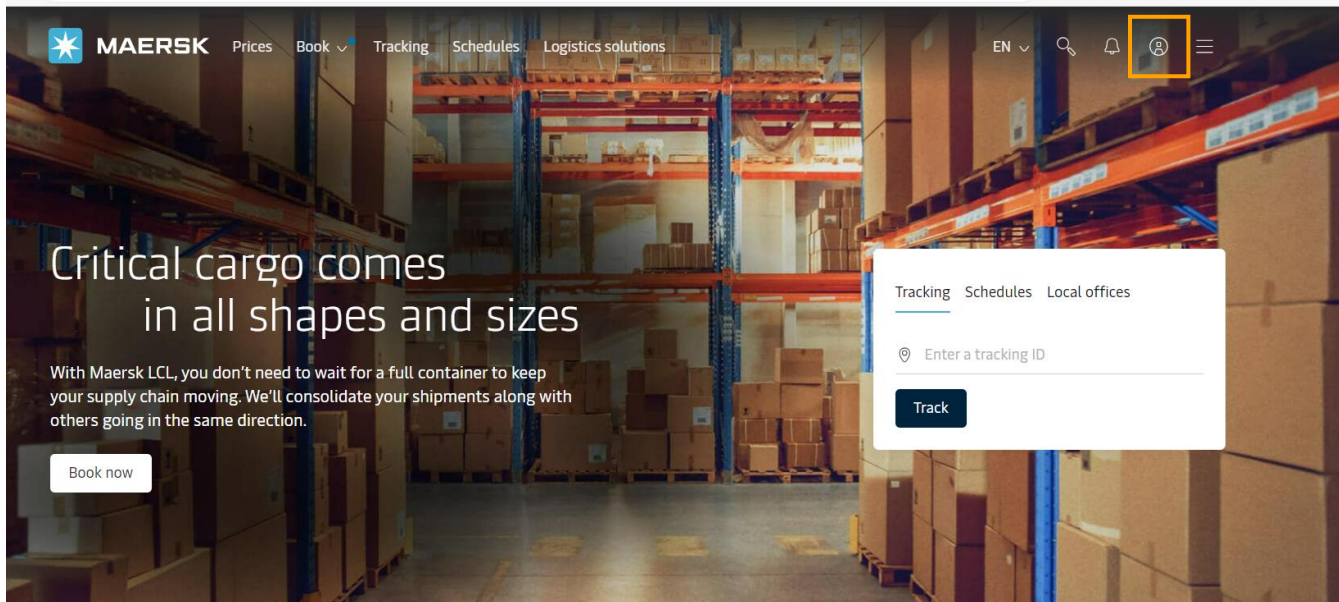 MAERSK Prices Book Tracking Schedules Logistics solutions EN
Critical cargo comes
in all shapes and sizes
With Maersk LCL, you don't need to wait for a full container to keep
your supply chain moving. We'll consolidate your shipments along with
others going in the same direction.
Book now
Tracking Schedules Local offices
Enter a tracking ID
Track